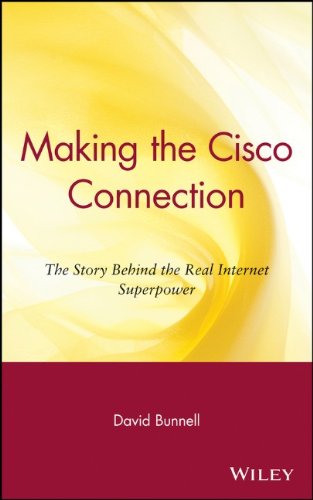 Making the Cisco
Connection
The Story Behind the Real Internet
Superpower
David Bunnell
WILEY